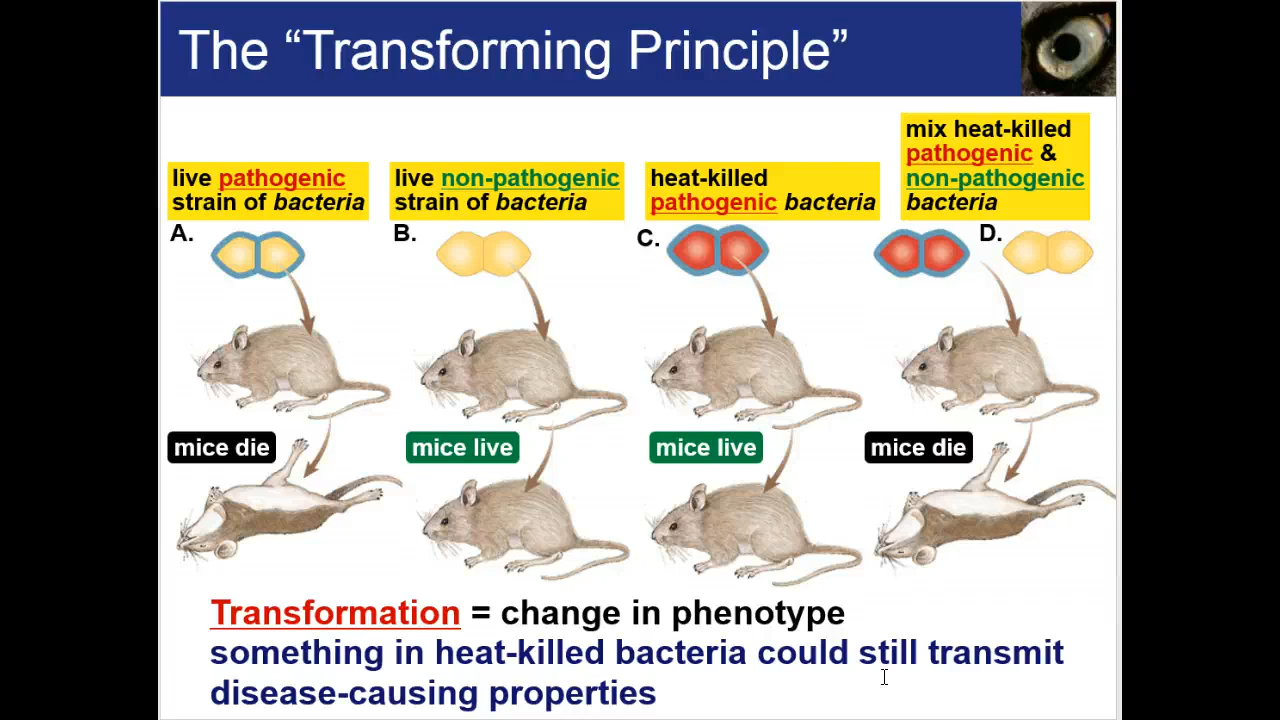 The “Transforming Principle”
live pathogenic
strain of bacteria
live non-pathogenic
strain of bacteria
heat-killed
pathogenic bacteria
mix heat-killed
pathogenic &
non-pathogenic
bacteria
A.
B.
C.
D.
mice die
mice live
mice live
mice die
Transformation = change in phenotype
something in heat-killed bacteria could still transmit
disease-causing properties